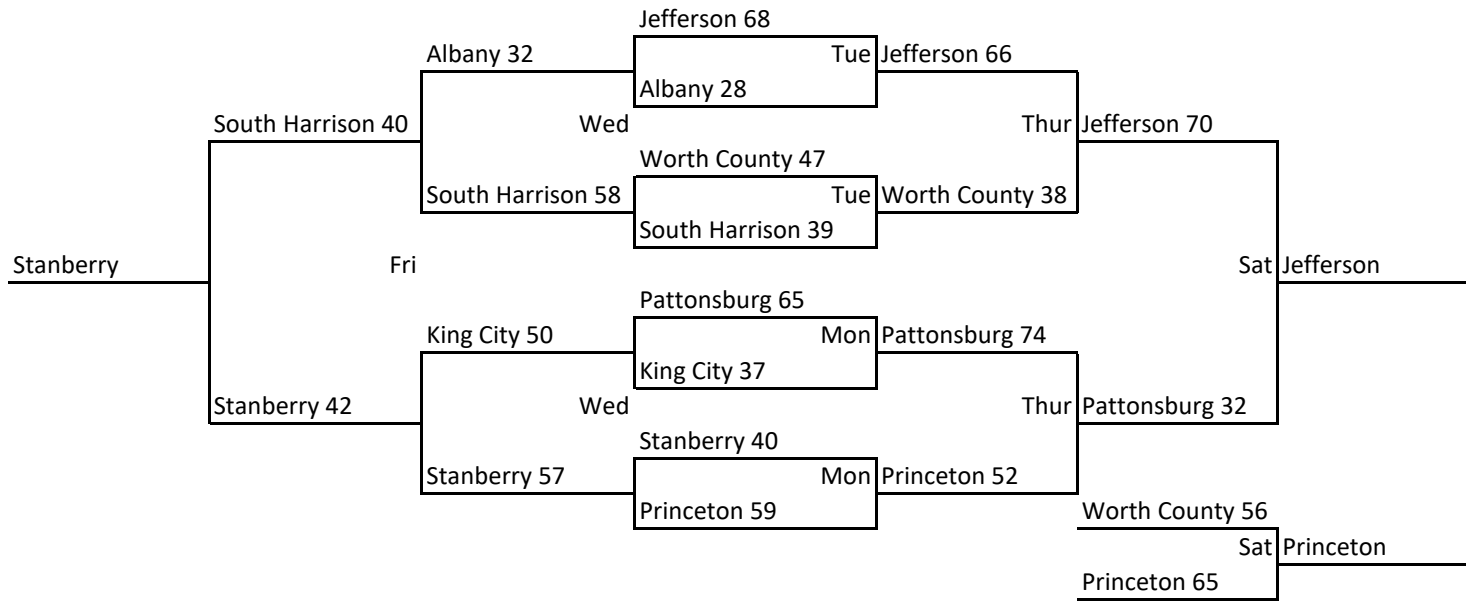 Jefferson 68
Albany 32
Tue Jefferson 66
Albany 28
South Harrison 40
Wed
Thur Jefferson 70
Worth County 47
South Harrison 58
Tue Worth County 38
South Harrison 39
Stanberry
Fri
Sat Jefferson
Pattonsburg 65
King City 50
Mon Pattonsburg 74
King City 37
Stanberry 42
Wed
Thur Pattonsburg 32
Stanberry 40
Stanberry 57
Mon Princeton 52
Princeton 59
Worth County 56
Sat Princeton
Princeton 65